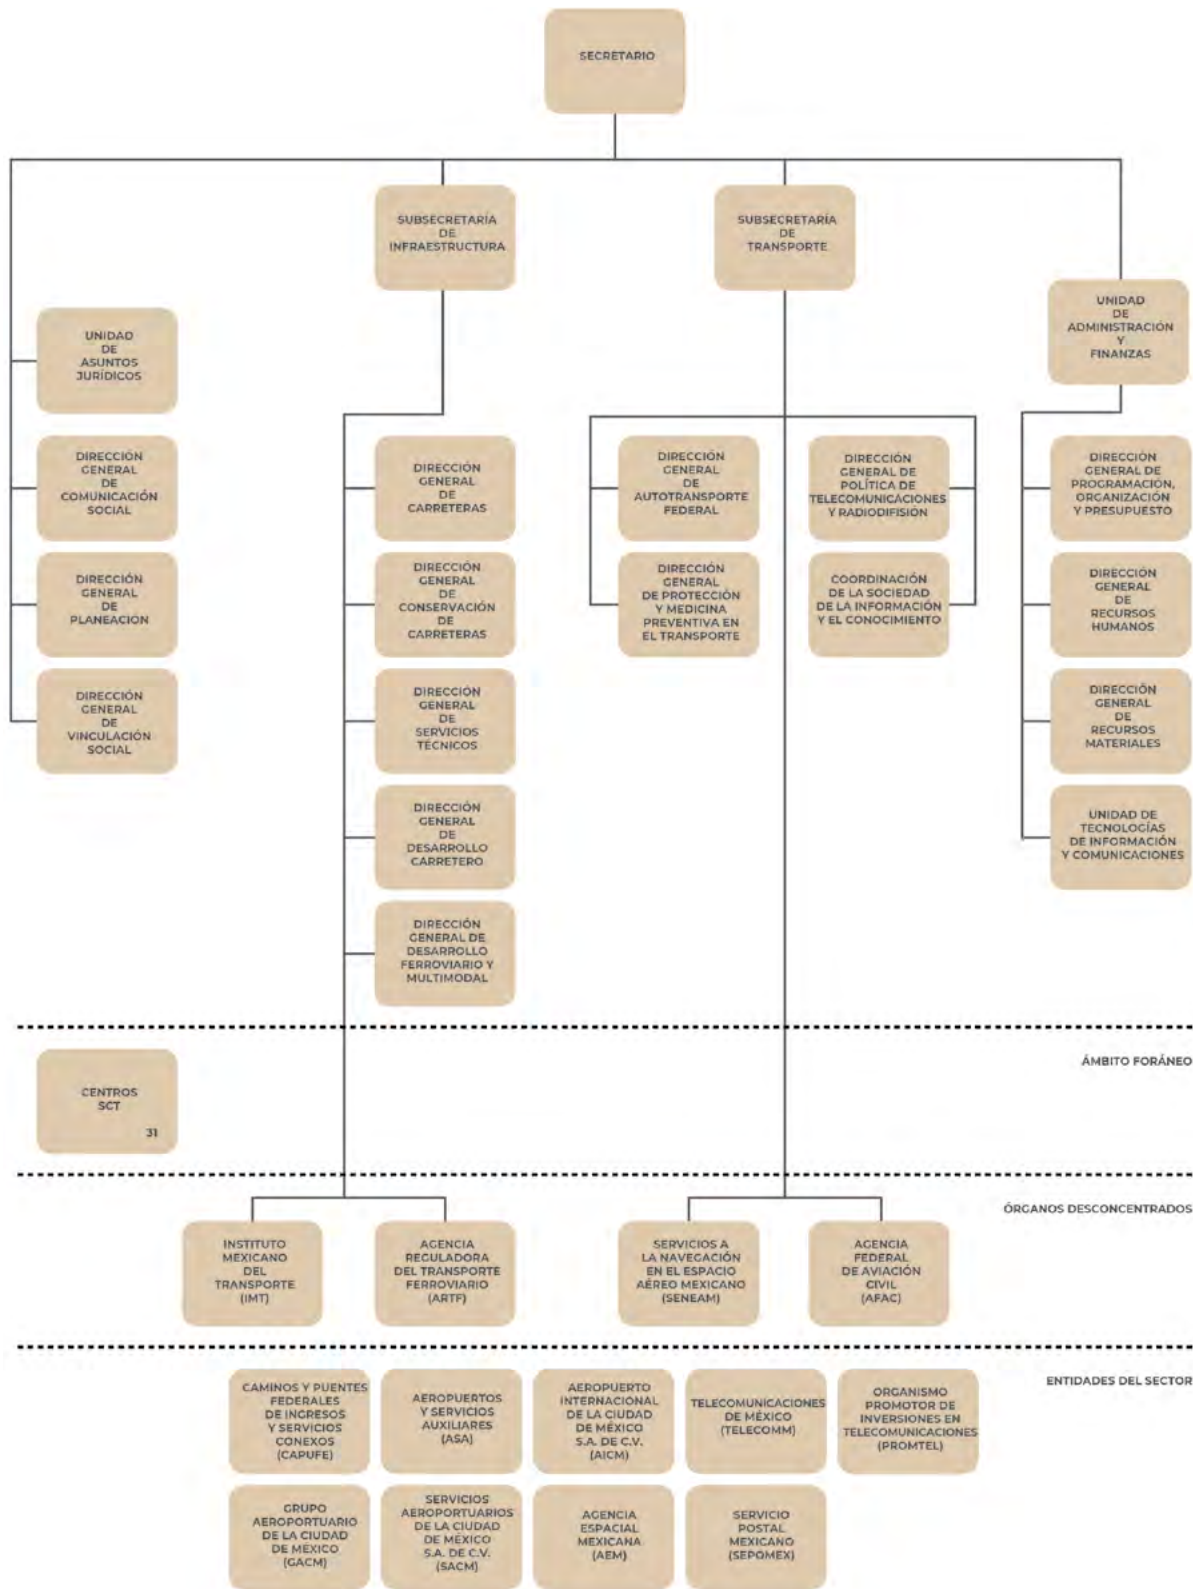 SECRETARIO
SUBSECRETARÍA
DE
INFRAESTRUCTURA
SUBSECRETARÍA
DE
TRANSPORTE
UNIDAD
DE
ADMINISTRACIÓN
Y
FINANZAS
UNIDAD
DE
ASUNTOS
JURÍDICOS
DIRECCIÓN
GENERAL
DE
COMUNICACIÓN
SOCIAL
DIRECCIÓN
GENERAL
DE
PLANEACIÓN
DIRECCIÓN
GENERAL
DE
VINCULACIÓN
SOCIAL
DIRECCIÓN
GENERAL
DE
CARRETERAS
DIRECCIÓN
GENERAL
DE
CONSERVACIÓN
DE
CARRETERAS
DIRECCIÓN
GENERAL
DE
SERVICIOS
TÉCNICOS
DIRECCIÓN
GENERAL
DE
DESARROLLO
CARRETERO
DIRECCIÓN
GENERAL DE
DESARROLLO
FERROVIARIO Y
MULTIMODAL
DIRECCIÓN
GENERAL
DE
AUTOTRANSPORTE
FEDERAL
DIRECCIÓN
GENERAL DE
POLÍTICA DE
TELECOMUNICACIONES
Y RADIODIFISIÓN
DIRECCIÓN
GENERAL
DE PROTECCIÓN
Y MEDICINA
PREVENTIVA EN
EL TRANSPORTE
COORDINACIÓN
DE LA SOCIEDAD
DE LA INFORMACIÓN
Y EL CONOCIMIENTO
DIRECCIÓN
GENERAL DE
PROGRAMACIÓN,
ORGANIZACIÓN
Y PRESUPUESTO
DIRECCIÓN
GENERAL
DE
RECURSOS
HUMANOS
DIRECCIÓN
GENERAL
DE
RECURSOS
MATERIALES
UNIDAD DE
TECNOLOGÍAS
DE INFORMACIÓN
Y COMUNICACIONES
ÁMBITO FORÁNEO
CENTROS
SCT
31
ÓRGANOS DESCONCENTRADOS
INSTITUTO
MEXICANO
DEL
TRANSPORTE
(IMT)
AGENCIA
REGULADORA
DEL TRANSPORTE
FERROVIARIO
(ARTF)
SERVICIOS A
LA NAVEGACIÓN
EN EL ESPACIO
AÉREO MEXICANO
(SENEAM)
AGENCIA
FEDERAL
DE AVIACIÓN
CIVIL
(AFAC)
ENTIDADES DEL SECTOR
CAMINOS Y PUENTES
FEDERALES
DE INGRESOS
Y SERVICIOS
CONEXOS
(CAPUFE)
AEROPUERTOS
Y SERVICIOS
AUXILIARES
(ASA)
AEROPUERTO
INTERNACIONAL
DE LA CIUDAD
DE MÉXICO
S.A. DE C.V.
(AICM)
TELECOMUNICACIONES
DE MÉXICO
(TELECOMM)
ORGANISMO
PROMOTOR DE
INVERSIONES EN
TELECOMUNICACIONES
(PROMTEL)
GRUPO
AEROPORTUARIO
DE LA CIUDAD
DE MÉXICO
(GACM)
SERVICIOS
AEROPORTUARIOS
DE LA CIUDAD
DE MÉXICO
S.A. DE C.V.
(SACM)
AGENCIA
ESPACIAL
MEXICANA
(AEM)
SERVICIO
POSTAL
MEXICANO
(SEPOMEX)